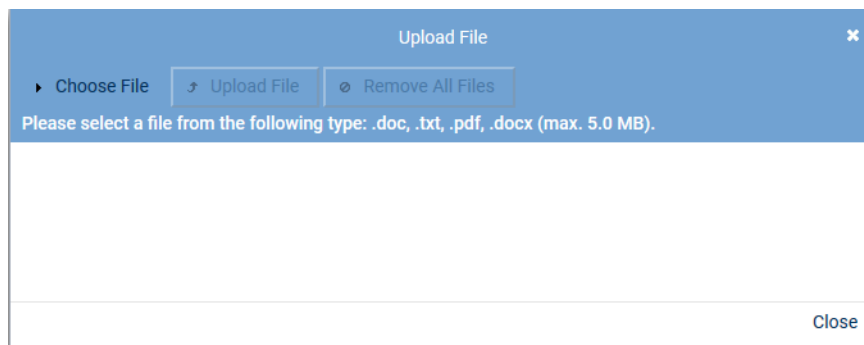 Upload File
Choose File Upload File Remove All Files
Please select a file from the following type: .doc, .txt, .pdf, .docx (max. 5.0 MB).
Close